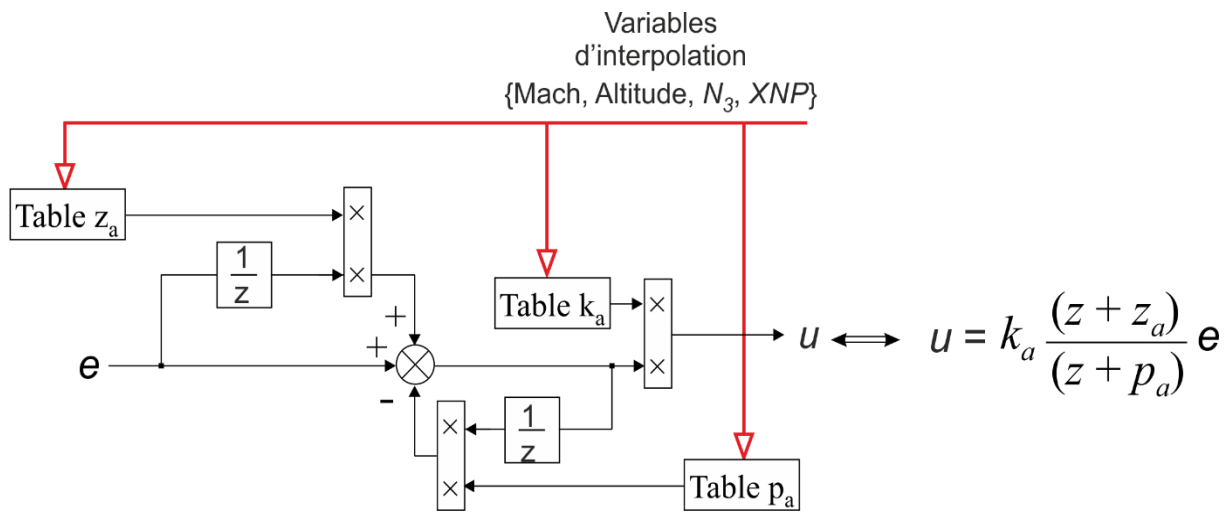 Variables
d'interpolation
{Mach, Altitude, N₃, XNP}
Table zₐ
×
×
1
z
Table kₐ
×
×
+
+
-
e
u
u = kₐ (z + zₐ) / (z + pₐ) e
×
×
1
z
Table pₐ